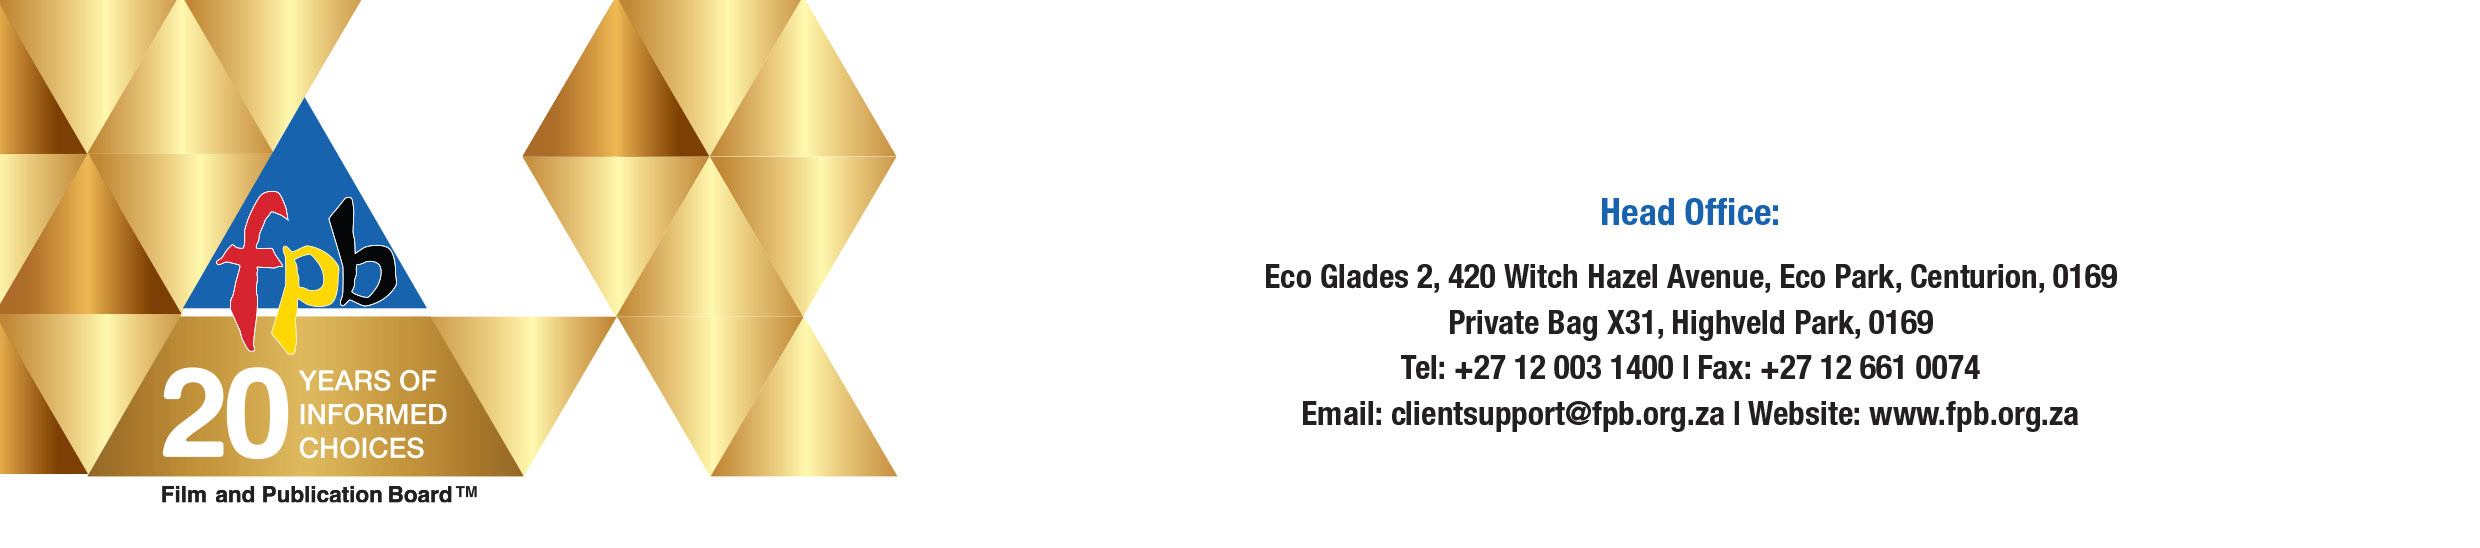 fpb
20 YEARS OF
INFORMED
CHOICES
Film and Publication Board™
Head Office:
Eco Glades 2, 420 Witch Hazel Avenue, Eco Park, Centurion, 0169
Private Bag X31, Highveld Park, 0169
Tel: +27 12 003 1400 I Fax: +27 12 661 0074
Email: clientsupport@fpb.org.za I Website: www.fpb.org.za